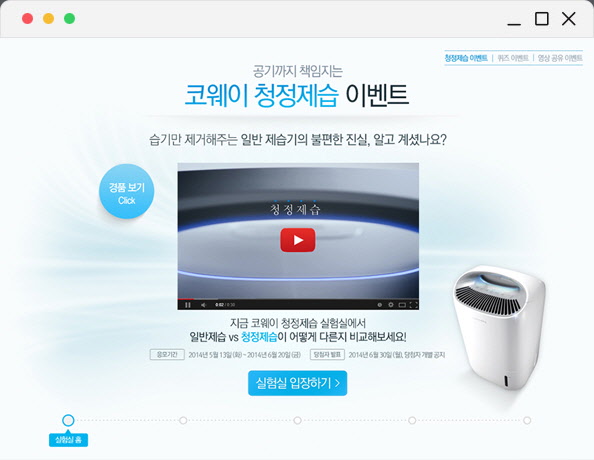 청정제습 이벤트 | 퀴즈 이벤트 | 영상 공유 이벤트
공기까지 책임지는
코웨이 청정제습 이벤트
습기만 제거해주는 일반 제습기의 불편한 진실, 알고 계셨나요?
경품 보기
Click
청정제습
0:02 / 0:30
지금 코웨이 청정제습 실험실에서
일반제습 vs 청정제습이 어떻게 다른지 비교해보세요!
응모기간 2014년 5월 13일 (화) ~ 2014년 6월 20일 (금) 당첨자 발표 2014년 6월 30일 (월), 당첨자 개별 공지
실험실 입장하기 >
실험실 홈